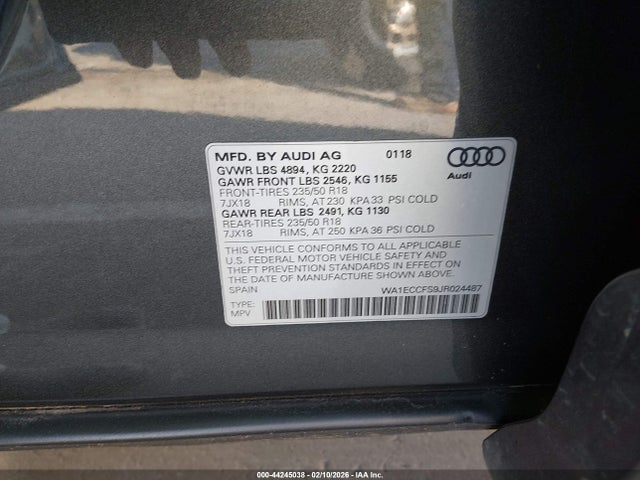 MFD. BY AUDI AG 01 18
GVWR LBS 4894, KG 2220
GAWR FRONT LBS 2546, KG 1155
FRONT-TIRES 235/50 R18
7JX18 RIMS, AT 230 KPA 33 PSI COLD
GAWR REAR LBS 2491, KG 1130
REAR-TIRES 235/50 R18
7JX18 RIMS, AT 250 KPA 36 PSI COLD
Audi
THIS VEHICLE CONFORMS TO ALL APPLICABLE
U.S. FEDERAL MOTOR VEHICLE SAFETY AND
THEFT PREVENTION STANDARDS IN EFFECT ON
THE DATE OF MANUFACTURE SHOWN ABOVE.
SPAIN WA1ECCFS9JR024487
TYPE:
MPV
000-44245038 - 02/10/2026 - IAA Inc.